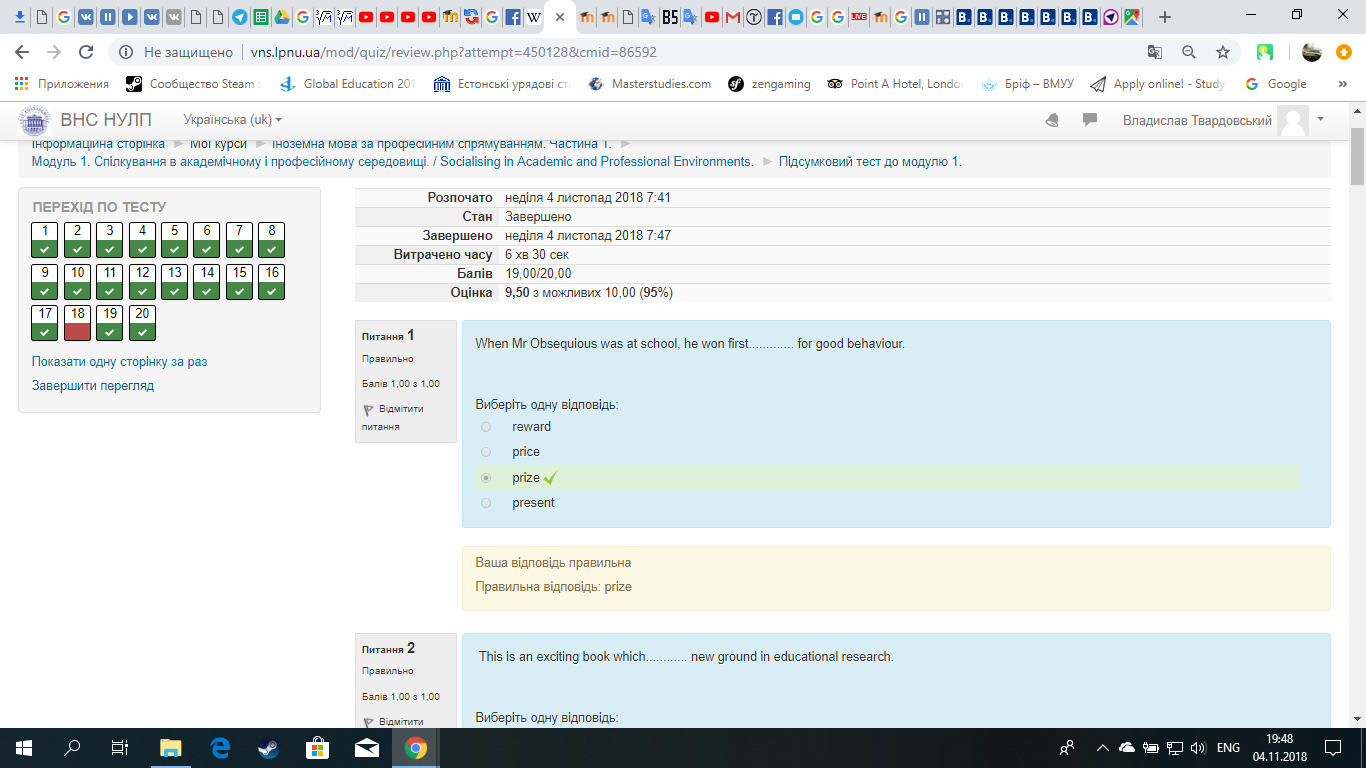 Не защищено | vns.lpnu.ua/mod/quiz/review.php?attempt=450128&cmid=86592
Приложения Сообщество Steam Global Education 201 Естонські урядові Masterstudies.com zengaming Point A Hotel, London Бріф – ВМУУ Apply online! - Study Google »
ВНС НУЛП Українська (uk) Владислав Твардовський
Інформаційна сторінка ► Мої курси ► Іноземна мова за професійним спрямуванням. Частина 1. ►
Модуль 1. Спілкування в академічному і професійному середовищі. / Socialising in Academic and Professional Environments. ► Підсумковий тест до модулю 1.
ПЕРЕХІД ПО ТЕСТУ
1 2 3 4 5 6 7 8
9 10 11 12 13 14 15 16
17 18 19 20
Показати одну сторінку за раз
Завершити перегляд
Розпочато неділя 4 листопад 2018 7:41
Стан Завершено
Завершено неділя 4 листопад 2018 7:47
Витрачено часу 6 хв 30 сек
Балів 19,00/20,00
Оцінка 9,50 з можливих 10,00 (95%)
Питання 1
Правильно
Балів 1,00 з 1,00
Відмітити
питання
When Mr Obsequious was at school, he won first............. for good behaviour.
Виберіть одну відповідь:
reward
price
prize
present
Ваша відповідь правильна
Правильна відповідь: prize
Питання 2
Правильно
Балів 1,00 з 1,00
Відмітити
This is an exciting book which............ new ground in educational research.
Виберіть одну відповідь:
ENG
19:48
04.11.2018